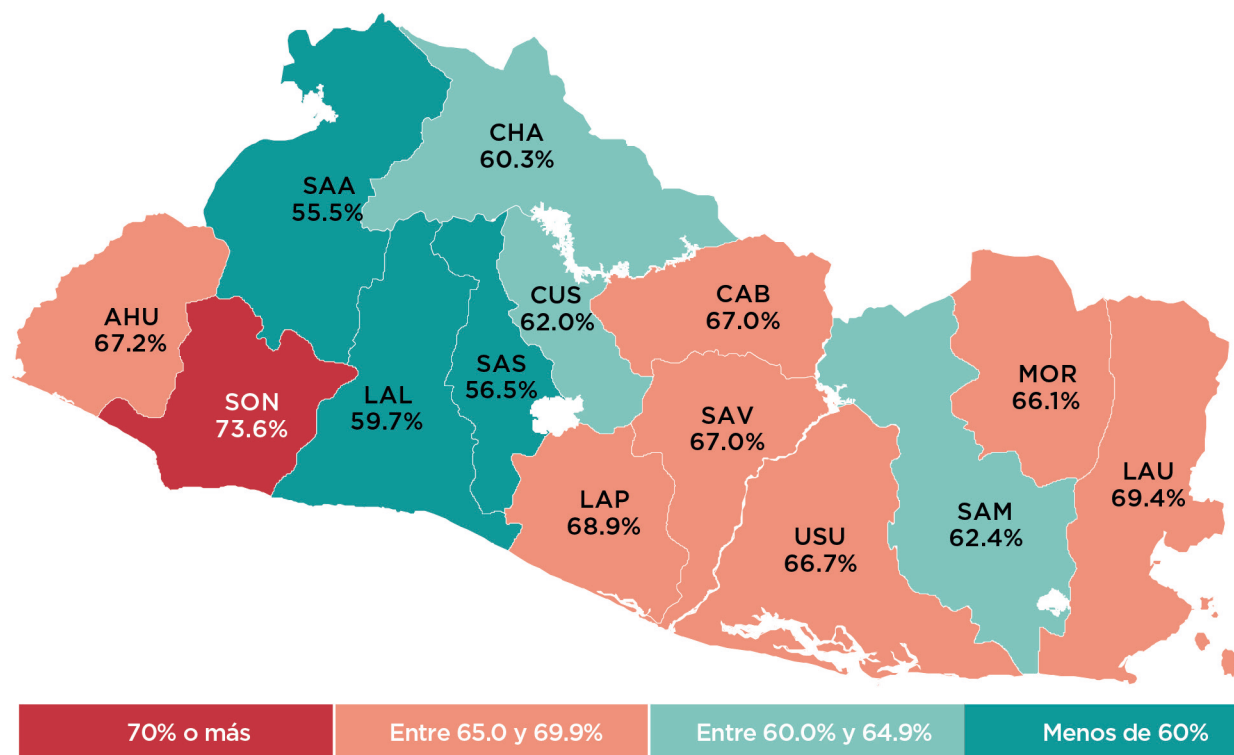 CHA
60.3%
SAA
55.5%
AHU
67.2%
SON
73.6%
LAL
59.7%
SAS
56.5%
CUS
62.0%
CAB
67.0%
SAV
67.0%
LAP
68.9%
USU
66.7%
SAM
62.4%
MOR
66.1%
LAU
69.4%
70% o más
Entre 65.0 y 69.9%
Entre 60.0% y 64.9%
Menos de 60%